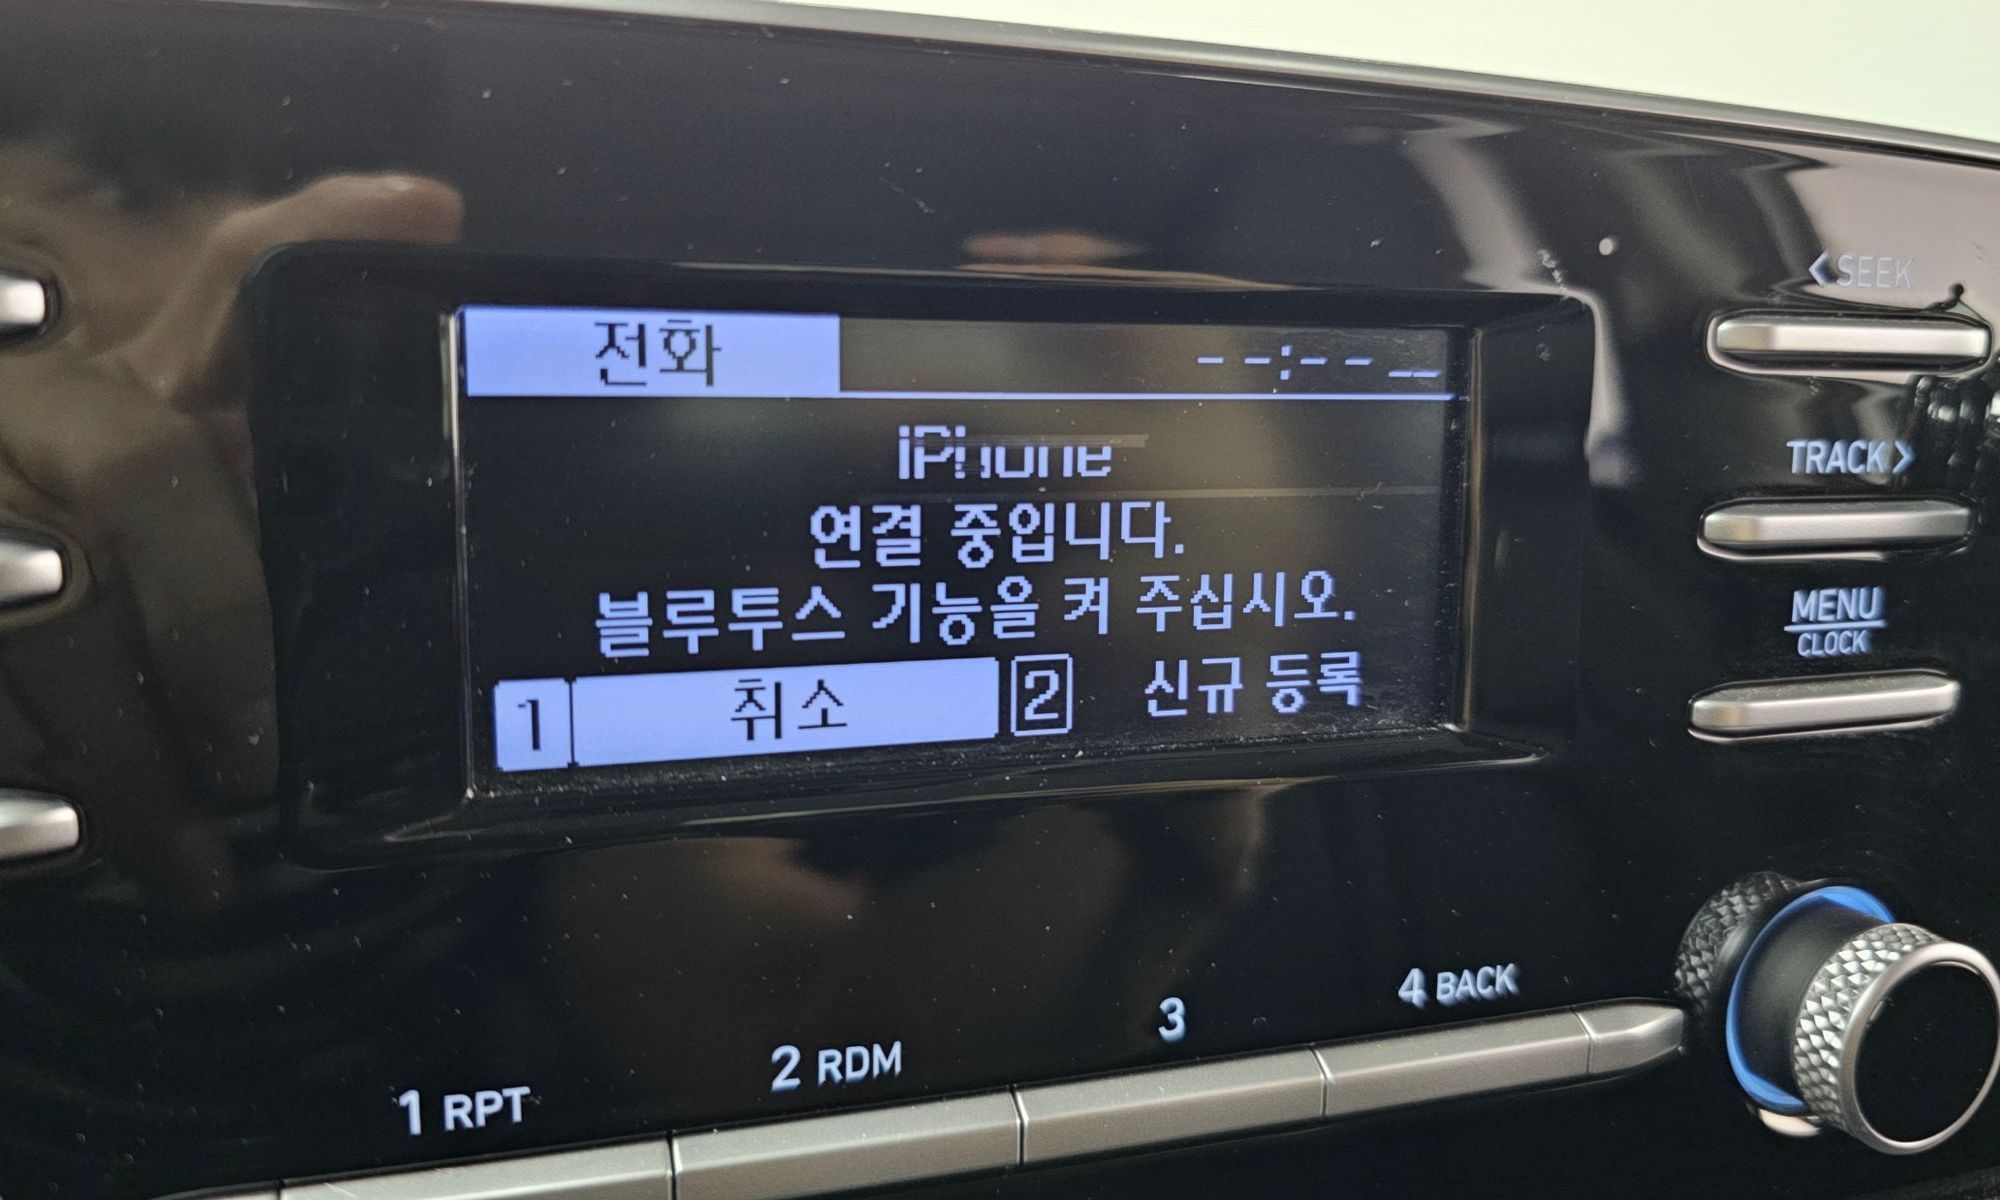 전화 --:-- --
iPhone
연결 중입니다.
블루투스 기능을 켜 주십시오.
1 취소 2 신규 등록
<SEEK
TRACK>
MENU
CLOCK
1 RPT
2 RDM
3
4 BACK